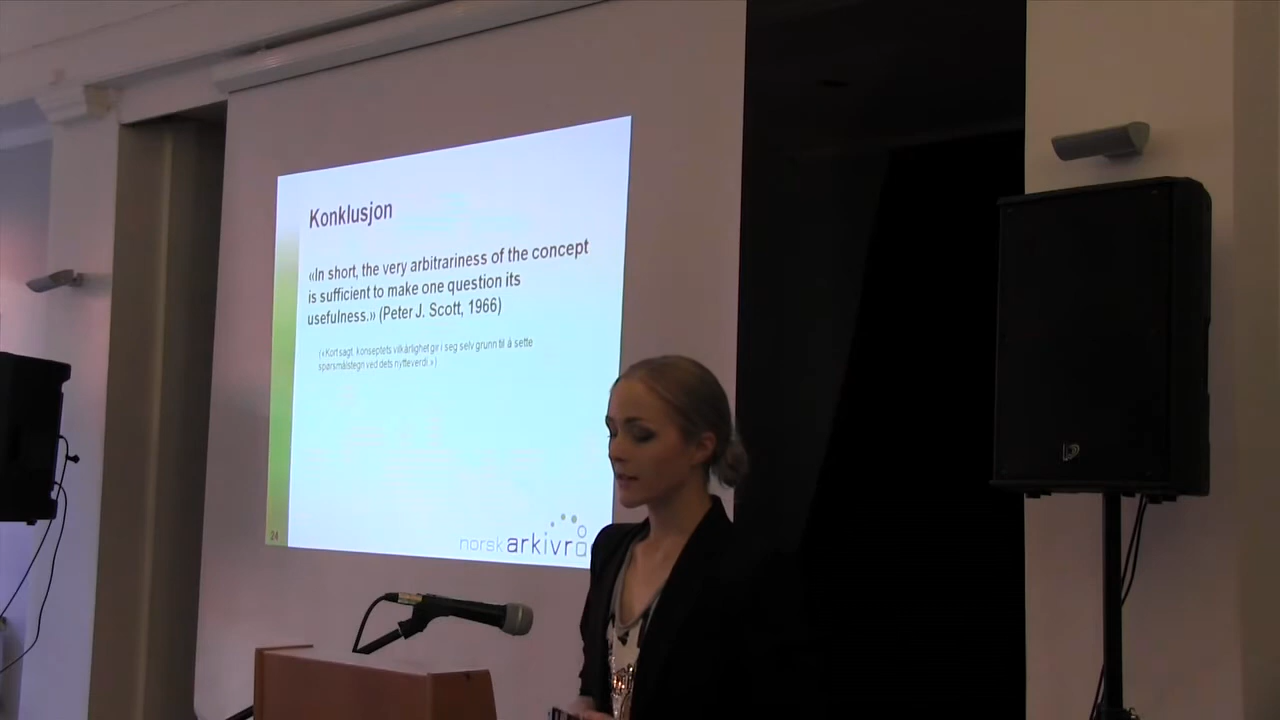 Konklusjon
«In short, the very arbitrariness of the concept
is sufficient to make one question its
usefulness.» (Peter J. Scott, 1966)
(«Kort sagt, konseptets vilkårlighet gir i seg selv grunn til å sette
spørsmålstegn ved dets nytteverdi.»)
24
norsk arkivrå